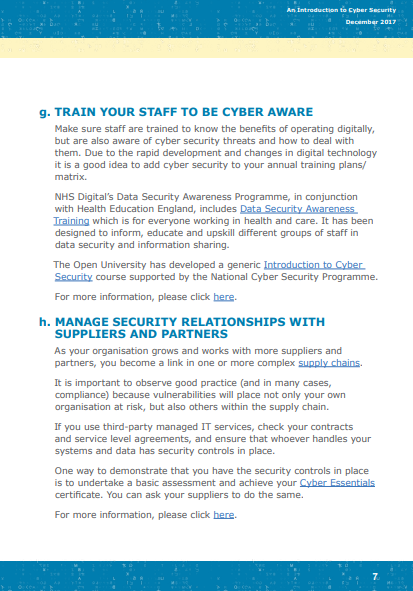 An Introduction to Cyber Security
December 2017
g. TRAIN YOUR STAFF TO BE CYBER AWARE
Make sure staff are trained to know the benefits of operating digitally,
but are also aware of cyber security threats and how to deal with
them. Due to the rapid development and changes in digital technology
it is a good idea to add cyber security to your annual training plans/
matrix.
NHS Digital's Data Security Awareness Programme, in conjunction
with Health Education England, includes Data Security Awareness
Training which is for everyone working in health and care. It has been
designed to inform, educate and upskill different groups of staff in
data security and information sharing.
The Open University has developed a generic Introduction to Cyber
Security course supported by the National Cyber Security Programme.
For more information, please click here.
h. MANAGE SECURITY RELATIONSHIPS WITH
SUPPLIERS AND PARTNERS
As your organisation grows and works with more suppliers and
partners, you become a link in one or more complex supply chains.
It is important to observe good practice (and in many cases,
compliance) because vulnerabilities will place not only your own
organisation at risk, but also others within the supply chain.
If you use third-party managed IT services, check your contracts
and service level agreements, and ensure that whoever handles your
systems and data has security controls in place.
One way to demonstrate that you have the security controls in place
is to undertake a basic assessment and achieve your Cyber Essentials
certificate. You can ask your suppliers to do the same.
For more information, please click here.
7